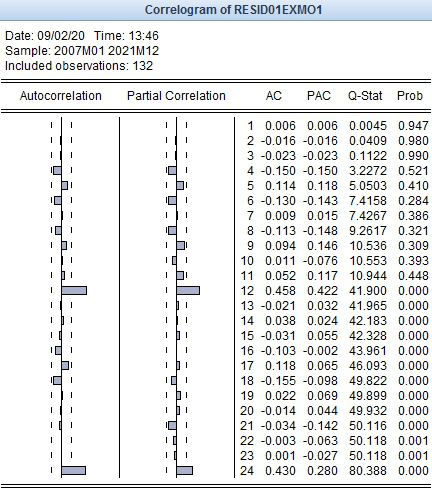 Correlogram of RESID01EXMO1
Date: 09/02/20 Time: 13:46
Sample: 2007M01 2021M12
Included observations: 132
Autocorrelation Partial Correlation AC PAC Q-Stat Prob
1 0.006 0.006 0.0045 0.947
2 -0.016 -0.016 0.0409 0.980
3 -0.023 -0.023 0.1122 0.990
4 -0.150 -0.150 3.2272 0.521
5 0.114 0.118 5.0503 0.410
6 -0.130 -0.143 7.4158 0.284
7 0.009 0.015 7.4267 0.386
8 -0.113 -0.148 9.2617 0.321
9 0.094 0.146 10.536 0.309
10 0.011 -0.076 10.553 0.393
11 0.052 0.117 10.944 0.448
12 0.458 0.422 41.900 0.000
13 -0.021 0.032 41.965 0.000
14 0.038 0.024 42.183 0.000
15 -0.031 0.055 42.328 0.000
16 -0.103 -0.002 43.961 0.000
17 0.118 0.065 46.093 0.000
18 -0.155 -0.098 49.822 0.000
19 0.022 0.069 49.899 0.000
20 -0.014 0.044 49.932 0.000
21 -0.034 -0.142 50.116 0.000
22 -0.003 -0.063 50.118 0.001
23 0.001 -0.027 50.118 0.001
24 0.430 0.280 80.388 0.000